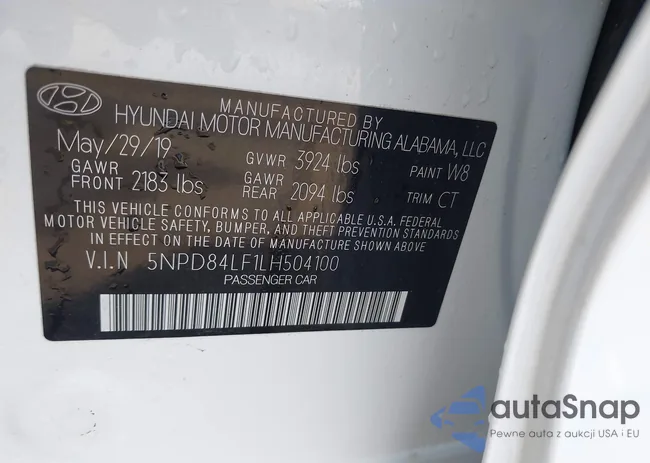 MANUFACTURED BY
HYUNDAI MOTOR MANUFACTURING ALABAMA, LLC
May/29/19 GVWR 3924 lbs PAINT W8
GAWR FRONT 2183 lbs GAWR REAR 2094 lbs TRIM CT
THIS VEHICLE CONFORMS TO ALL APPLICABLE U.S.A. FEDERAL
MOTOR VEHICLE SAFETY, BUMPER, AND THEFT PREVENTION STANDARDS
IN EFFECT ON THE DATE OF MANUFACTURE SHOWN ABOVE
V.I.N 5NPD84LF1LH504100
PASSENGER CAR
autaSnap
Pewne auta z aukcji USA i EU